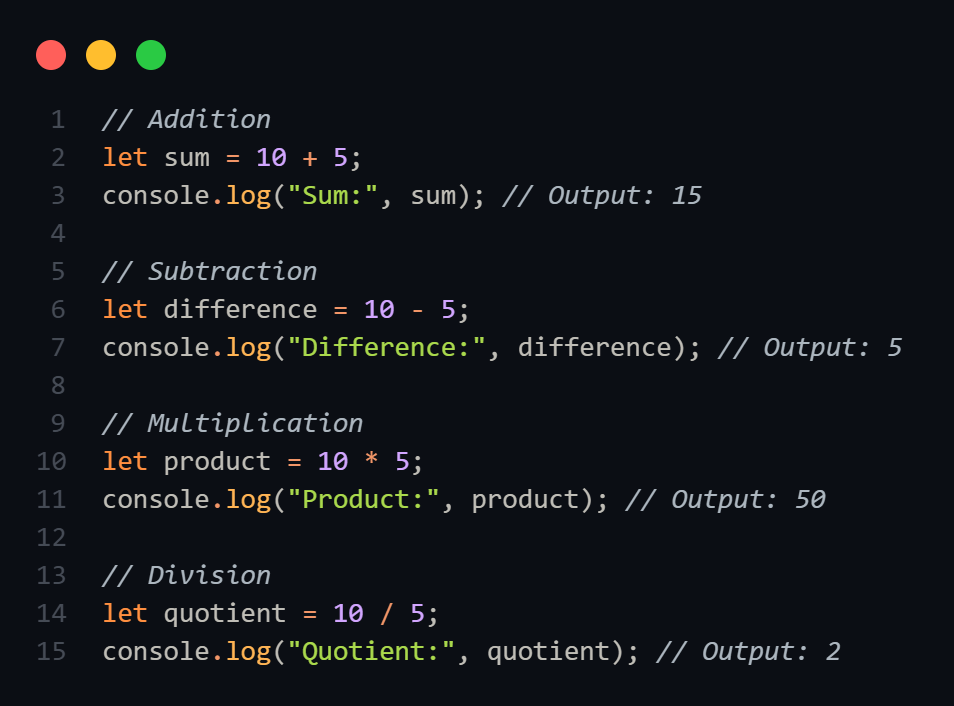 1 // Addition
2 let sum = 10 + 5;
3 console.log("Sum:", sum); // Output: 15
4
5 // Subtraction
6 let difference = 10 - 5;
7 console.log("Difference:", difference); // Output: 5
8
9 // Multiplication
10 let product = 10 * 5;
11 console.log("Product:", product); // Output: 50
12
13 // Division
14 let quotient = 10 / 5;
15 console.log("Quotient:", quotient); // Output: 2